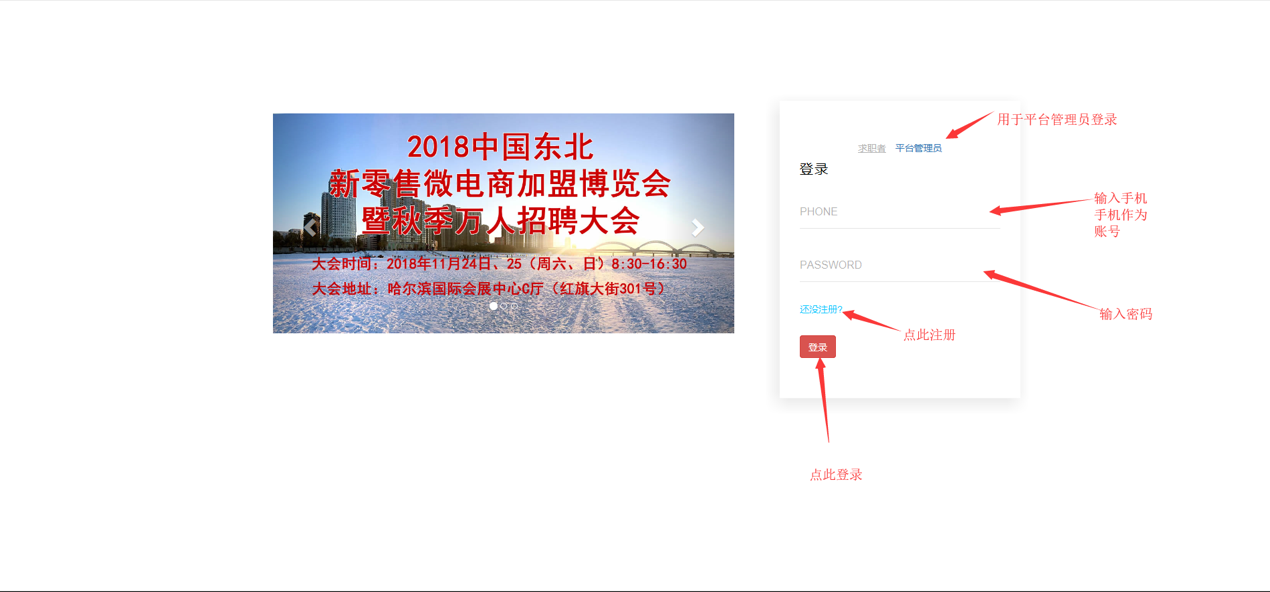 2018中国东北
新零售微电商加盟博览会
暨秋季万人招聘大会
大会时间：2018年11月24日、25（周六、日）8:30-16:30
大会地址：哈尔滨国际会展中心C厅（红旗大街301号）
用于平台管理员登录
求职者 平台管理员
登录
PHONE
输入手机
手机作为
账号
PASSWORD
输入密码
还没注册?
点此注册
登录
点此登录